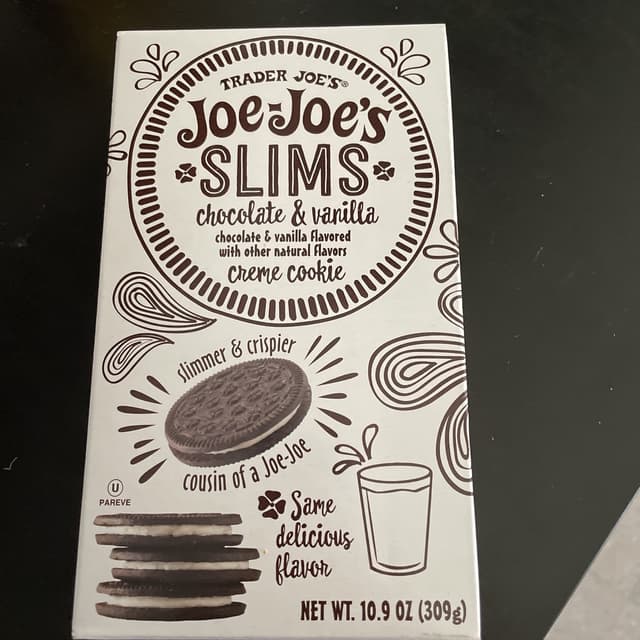 TRADER JOE'S®
JOE-JOE'S
SLIMS
chocolate & vanilla
chocolate & vanilla flavored
with other natural flavors
creme cookie
slimmer & crispier
cousin of a Joe-Joe
U
PAREVE
Same
delicious
flavor
NET WT. 10.9 OZ (309g)